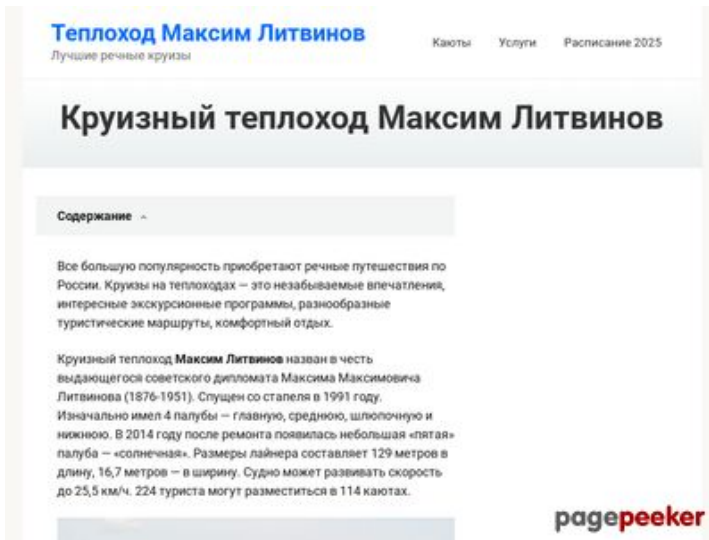 Теплоход Максим Литвинов
Лучшие речные круизы
Каюты Услуги Расписание 2025
Круизный теплоход Максим Литвинов
Содержание
Все большую популярность приобретают речные путешествия по
России. Круизы на теплоходах — это незабываемые впечатления,
интересные экскурсионные программы, разнообразные
туристические маршруты, комфортный отдых.
Круизный теплоход Максим Литвинов назван в честь
выдающегося советского дипломата Максима Максимовича
Литвинова (1876-1951). Спущен со стапеля в 1991 году.
Изначально имел 4 палубы — главную, среднюю, шлюпочную и
нижнюю. В 2014 году после ремонта появилась небольшая «пятая»
палуба — «солнечная». Размеры лайнера составляет 129 метров в
длину, 16,7 метров — в ширину. Судно может развивать скорость
до 25,5 км/ч. 224 туриста могут разместиться в 114 каютах.
pagepeeker